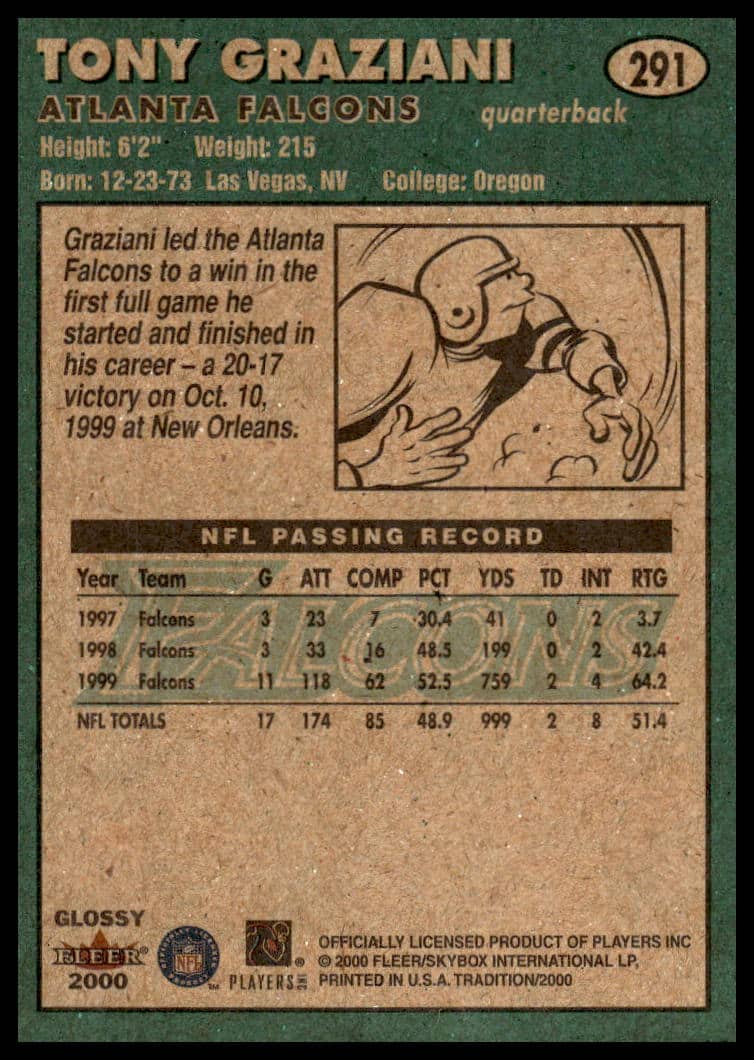 TONY GRAZIANI
291
ATLANTA FALCONS quarterback
Height: 6'2" Weight: 215
Born: 12-23-73 Las Vegas, NV College: Oregon
Graziani led the Atlanta
Falcons to a win in the
first full game he
started and finished in
his career – a 20-17
victory on Oct. 10,
1999 at New Orleans.
NFL PASSING RECORD
Year Team G ATT COMP PCT YDS TD INT RTG
1997 Falcons 3 23 7 30.4 41 0 2 3.7
1998 Falcons 3 33 16 48.5 199 0 2 42.4
1999 Falcons 11 118 62 52.5 759 2 4 64.2
NFL TOTALS 17 174 85 48.9 999 2 8 51.4
FALCONS
GLOSSY
FLEER®
2000
NFL
PLAYERS INC
OFFICIALLY LICENSED PRODUCT OF PLAYERS INC
© 2000 FLEER/SKYBOX INTERNATIONAL LP,
PRINTED IN U.S.A. TRADITION/2000